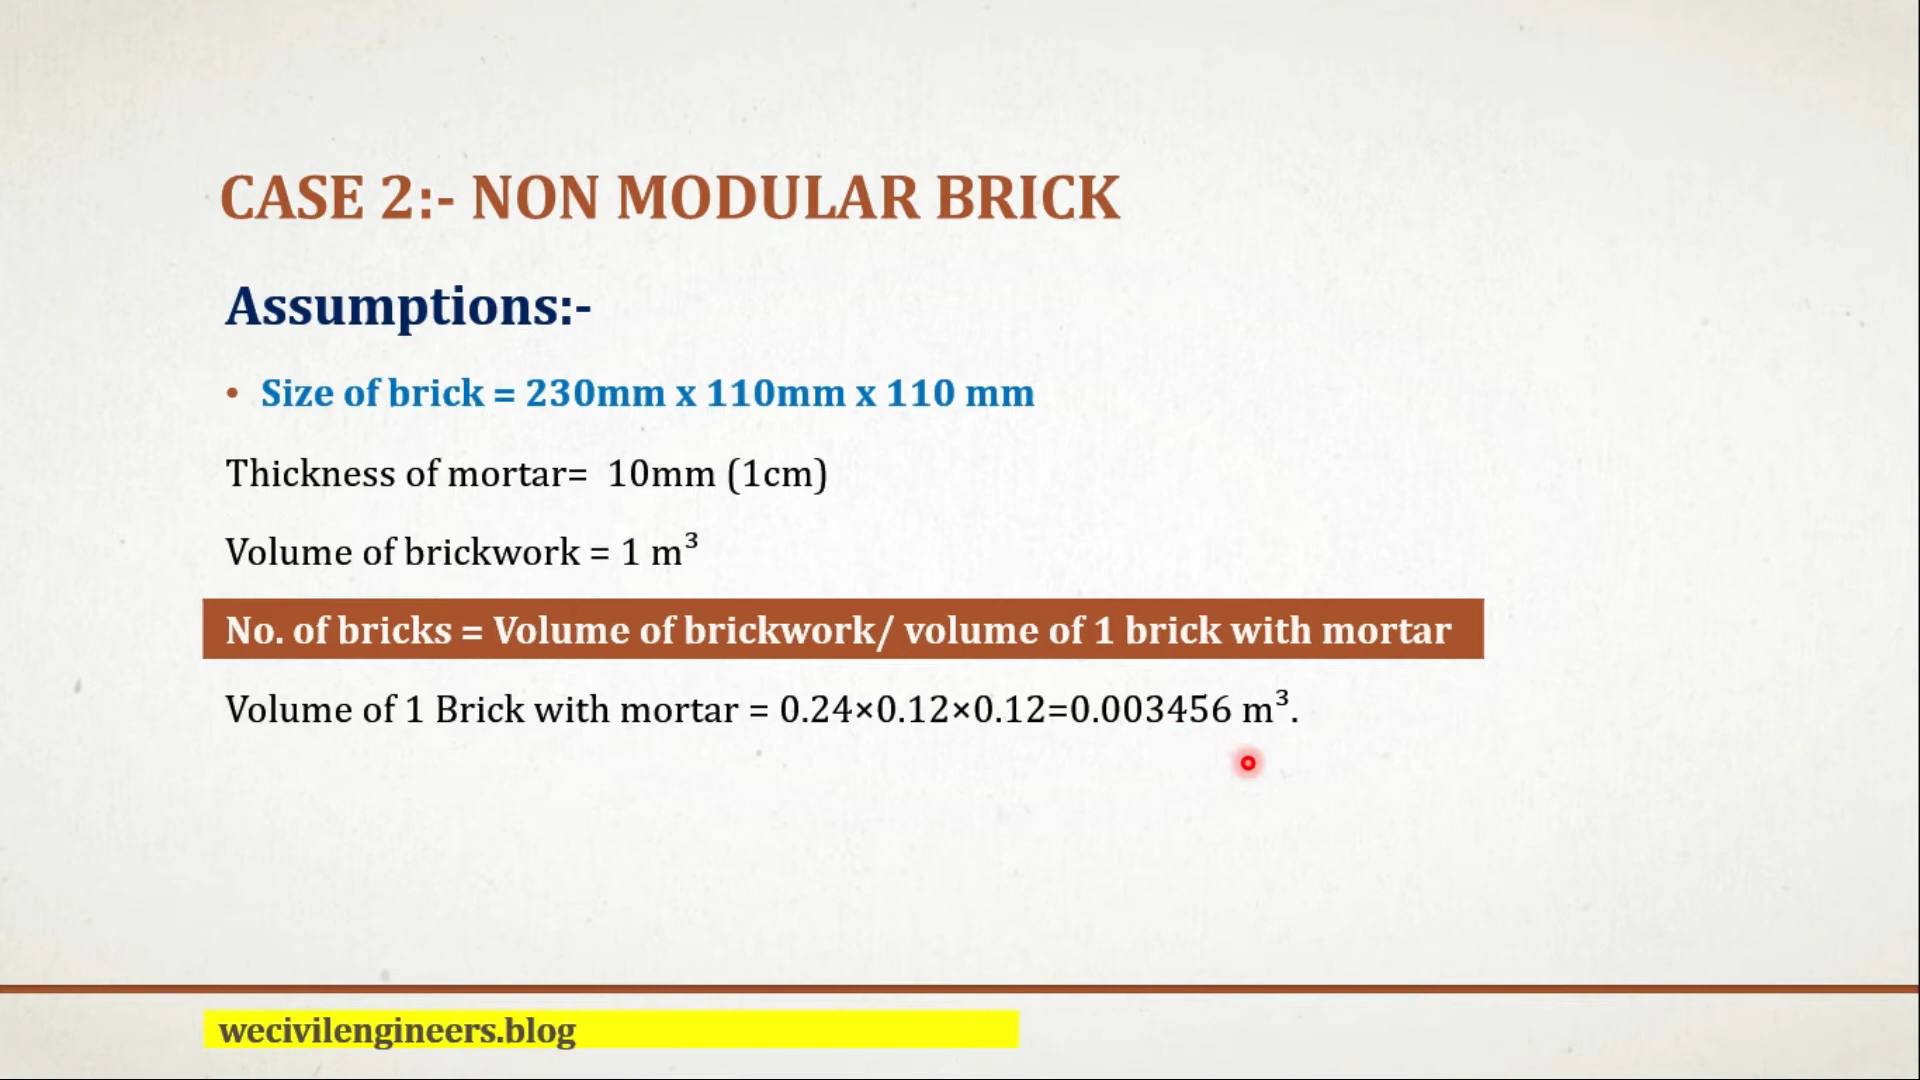 CASE 2:- NON MODULAR BRICK
Assumptions:-
• Size of brick = 230mm x 110mm x 110 mm
Thickness of mortar= 10mm (1cm)
Volume of brickwork = 1 m³
No. of bricks = Volume of brickwork/ volume of 1 brick with mortar
Volume of 1 Brick with mortar = 0.24×0.12×0.12=0.003456 m³.
wecivilengineers.blog